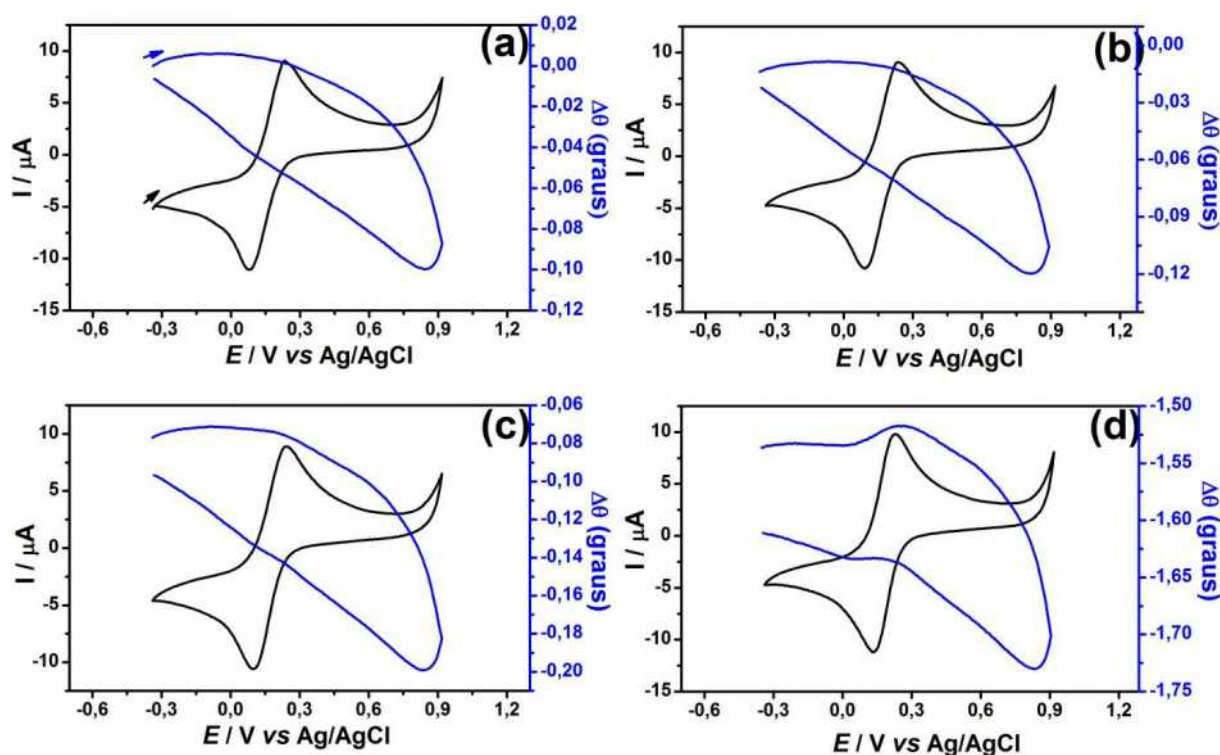 (a)
10
5
0
-5
-10
-15
I / µA
0,02
0,00
-0,02
-0,04
-0,06
-0,08
-0,10
-0,12
Δθ (graus)
-0,6 -0,3 0,0 0,3 0,6 0,9 1,2
E / V vs Ag/AgCl
(b)
10
5
0
-5
-10
-15
I / µA
0,00
-0,03
-0,06
-0,09
-0,12
Δθ (graus)
-0,6 -0,3 0,0 0,3 0,6 0,9 1,2
E / V vs Ag/AgCl
(c)
10
5
0
-5
-10
I / µA
-0,06
-0,08
-0,10
-0,12
-0,14
-0,16
-0,18
-0,20
Δθ (graus)
-0,6 -0,3 0,0 0,3 0,6 0,9 1,2
E / V vs Ag/AgCl
(d)
10
5
0
-5
-10
-15
I / µA
-1,50
-1,55
-1,60
-1,65
-1,70
-1,75
Δθ (graus)
-0,6 -0,3 0,0 0,3 0,6 0,9 1,2
E / V vs Ag/AgCl